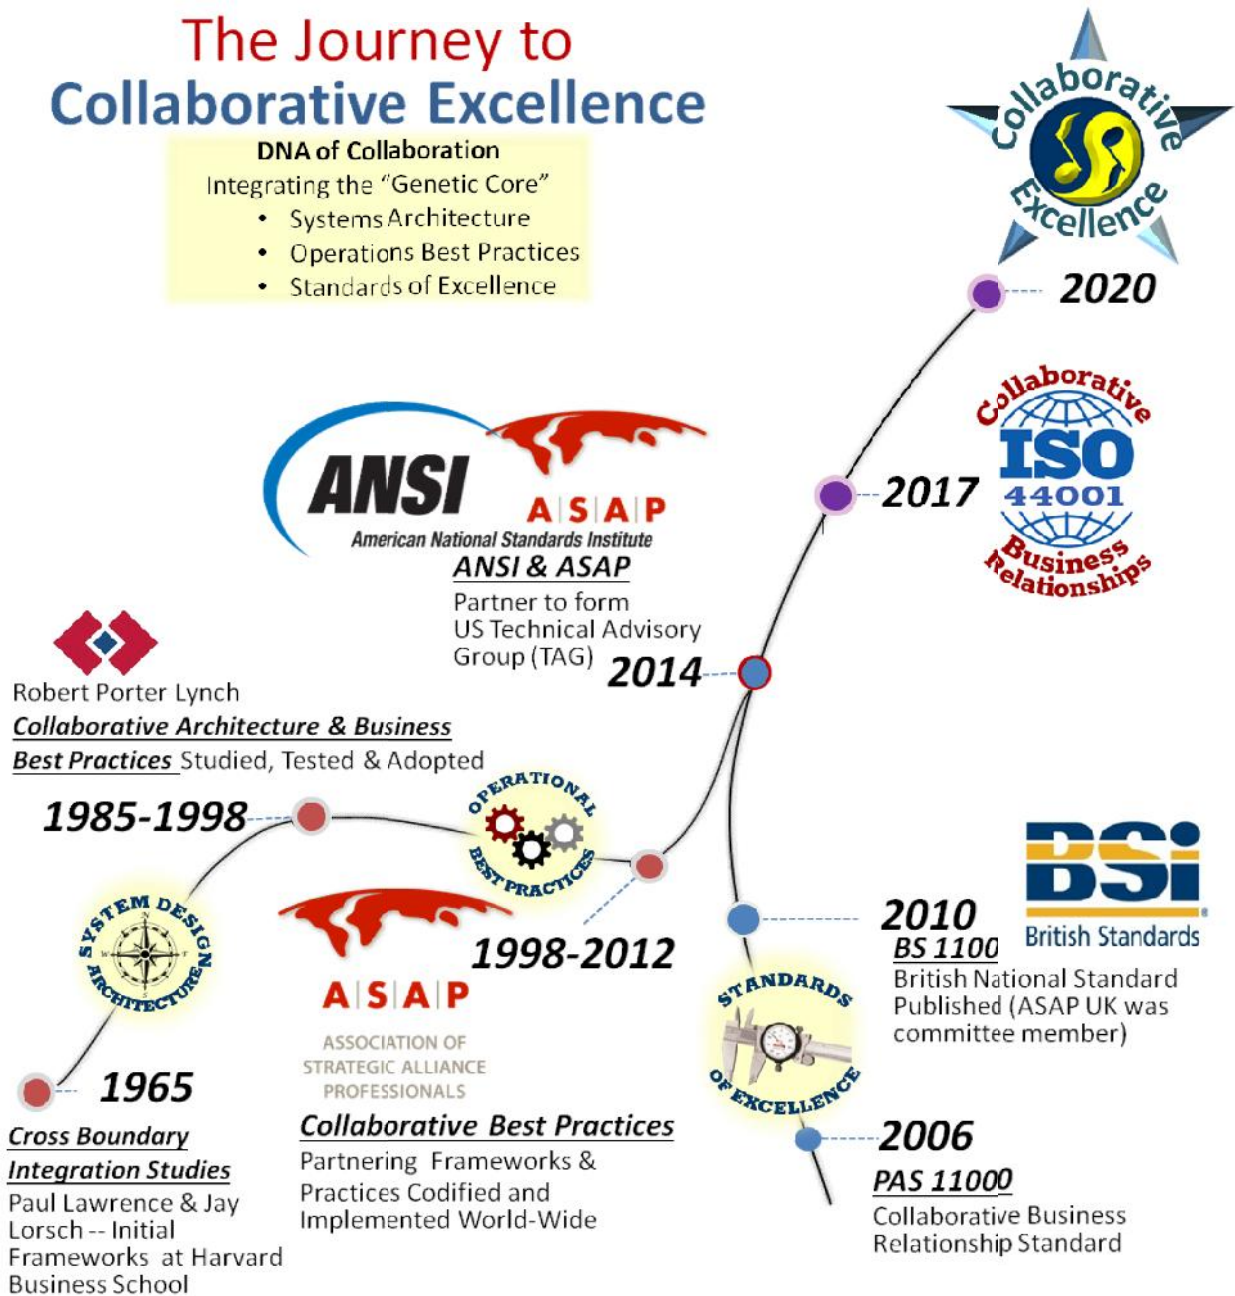 The Journey to
Collaborative Excellence
DNA of Collaboration
Integrating the “Genetic Core”
• Systems Architecture
• Operations Best Practices
• Standards of Excellence
Collaborative
Excellence
2020
Collaborative
ISO
44001
Business
Relationships
2017
ANSI
A|S|A|P
American National Standards Institute
ANSI & ASAP
Partner to form
US Technical Advisory
Group (TAG)
2014
Robert Porter Lynch
Collaborative Architecture & Business
Best Practices Studied, Tested & Adopted
1985-1998
OPERATIONAL
BEST PRACTICES
SYSTEM DESIGN
N
W
S
ARCHITECTURE
1965
Cross Boundary
Integration Studies
Paul Lawrence & Jay
Lorsch -- Initial
Frameworks at Harvard
Business School
1998-2012
A|S|A|P
ASSOCIATION OF
STRATEGIC ALLIANCE
PROFESSIONALS
Collaborative Best Practices
Partnering Frameworks &
Practices Codified and
Implemented World-Wide
BSi
®
British Standards
2010
BS 1100
British National Standard
Published (ASAP UK was
committee member)
STANDARDS
OF EXCELLENCE
2006
PAS 11000
Collaborative Business
Relationship Standard